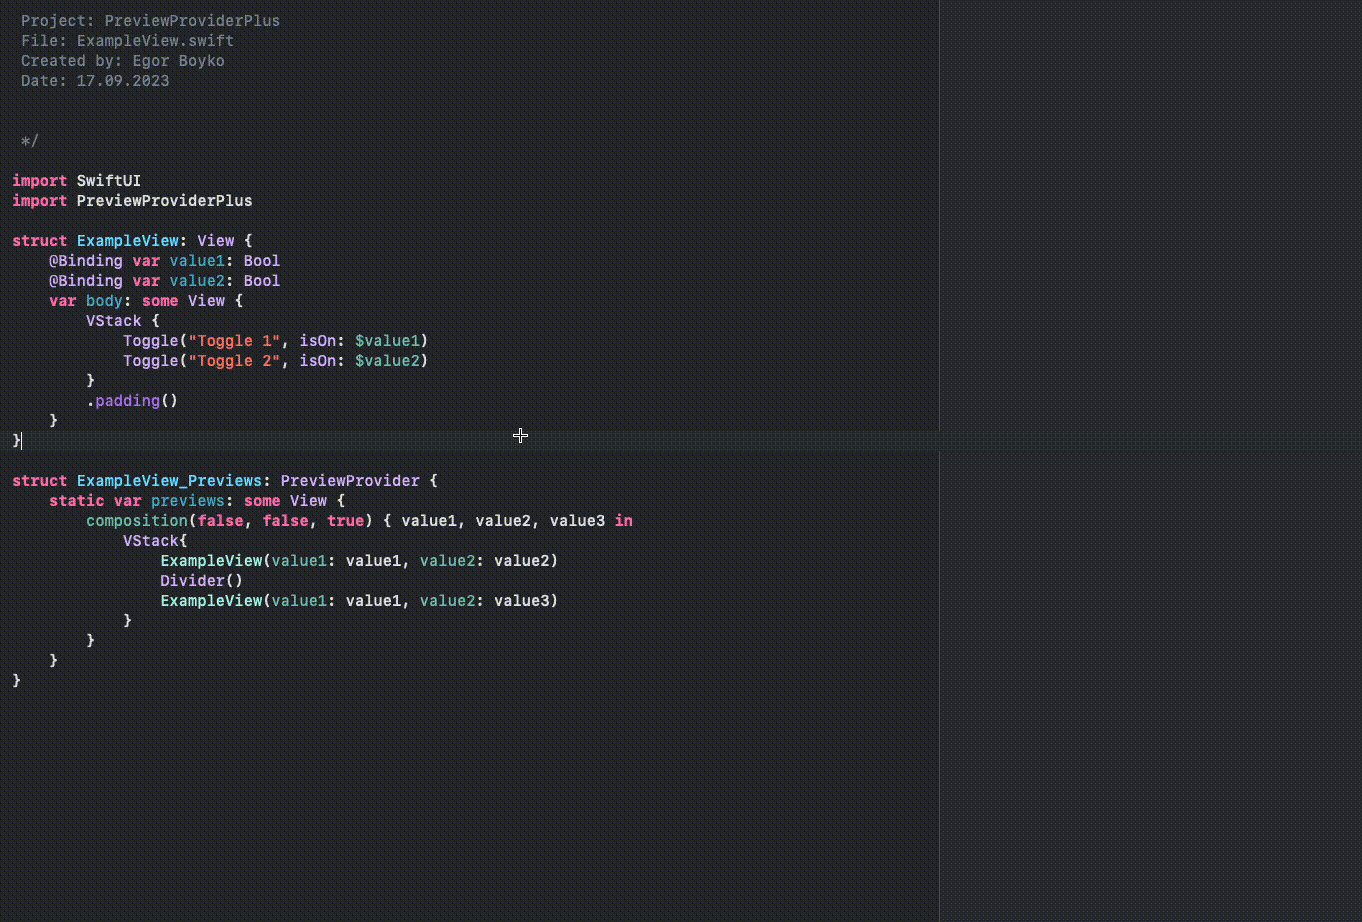 Project: PreviewProviderPlus
File: ExampleView.swift
Created by: Egor Boyko
Date: 17.09.2023
*/
import SwiftUI
import PreviewProviderPlus
struct ExampleView: View {
    @Binding var value1: Bool
    @Binding var value2: Bool
    var body: some View {
        VStack {
            Toggle("Toggle 1", isOn: $value1)
            Toggle("Toggle 2", isOn: $value2)
        }
        .padding()
    }
}
struct ExampleView_Previews: PreviewProvider {
    static var previews: some View {
        composition(false, false, true) { value1, value2, value3 in
            VStack{
                ExampleView(value1: value1, value2: value2)
                Divider()
                ExampleView(value1: value1, value2: value3)
            }
        }
    }
}